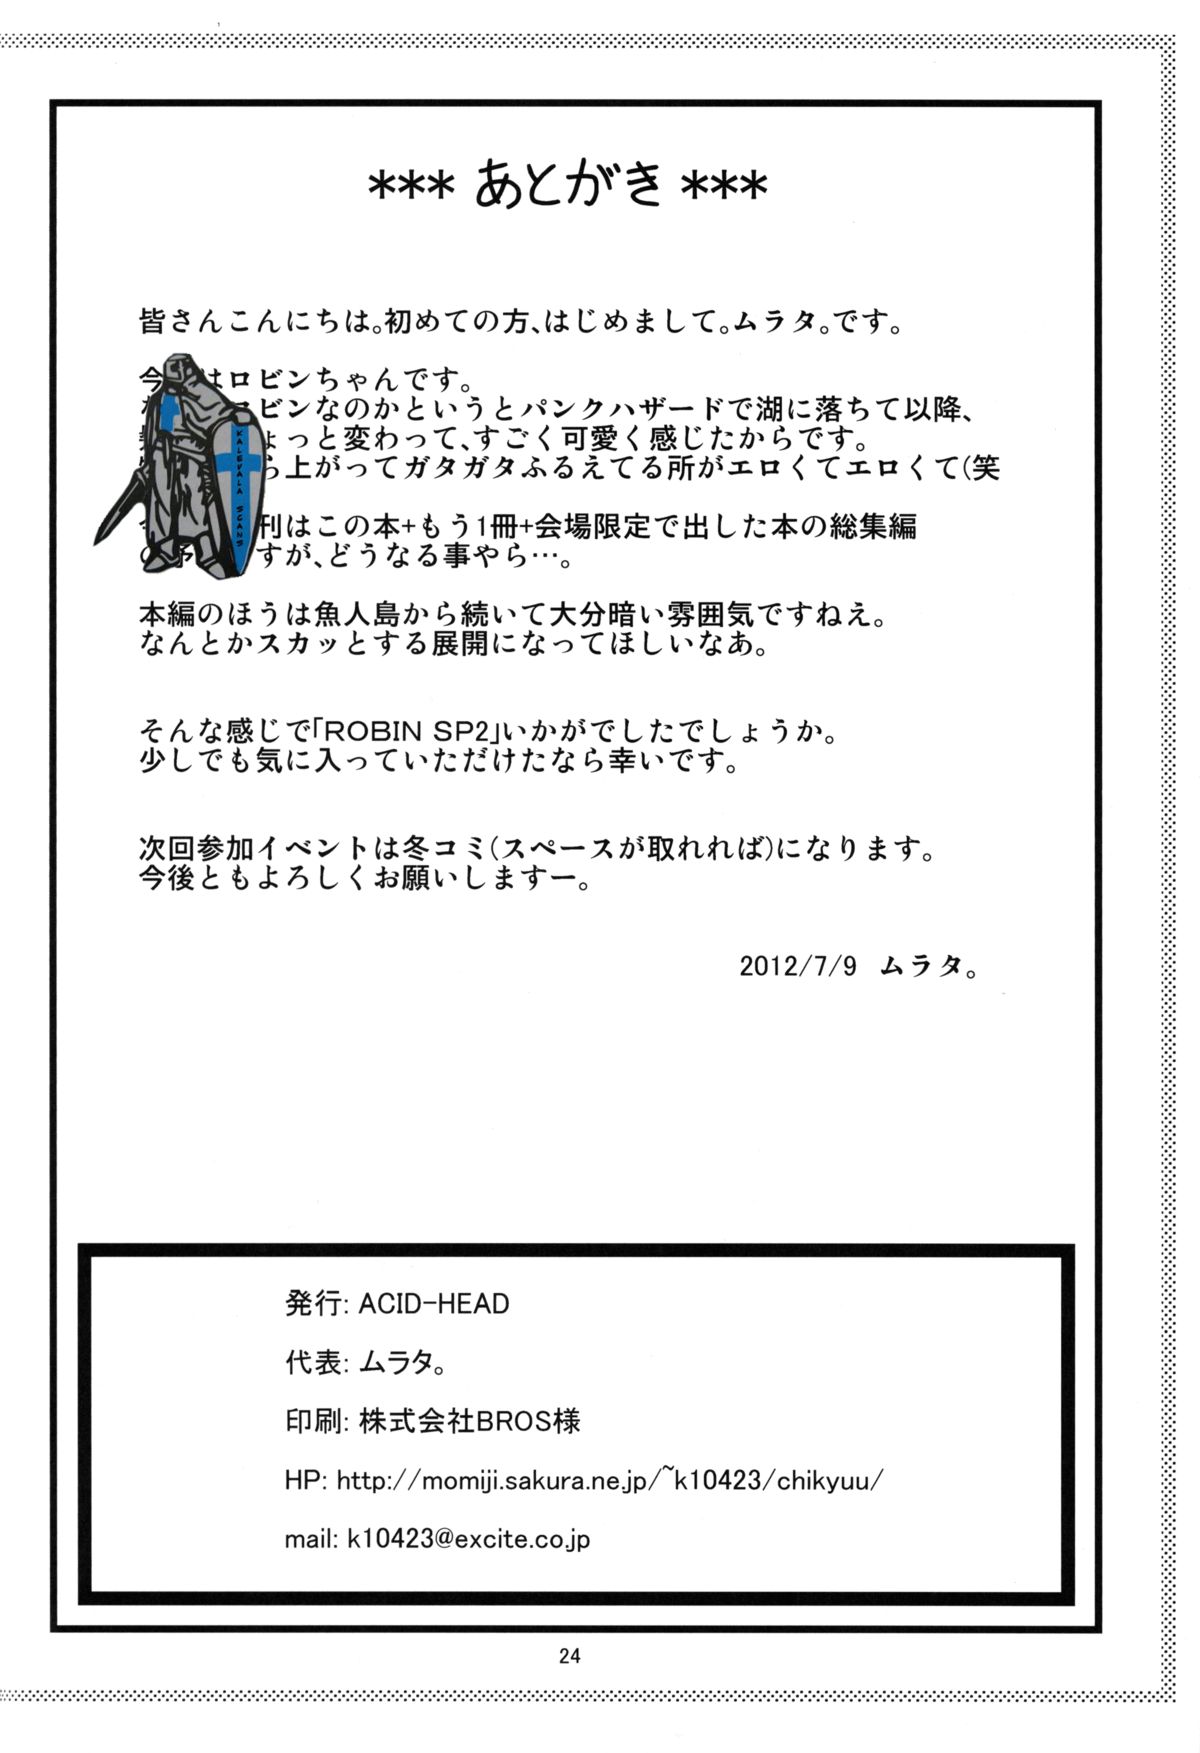 *** あとがき ***
皆さんこんにちは。初めての方、はじめまして。ムラタ。です。
今 はロビンちゃんです。
ロビンなのかというとパンクハザードで湖に落ちて以降、
ょっと変わって、すごく可愛く感じたからです。
ら上がってガタガタふるえてる所がエロくてエロくて(笑
刊はこの本+もう1冊+会場限定で出した本の総集編
の予 すが、どうなる事やら…。
KALEVALA SCANS
本編のほうは魚人島から続いて大分暗い雰囲気ですねえ。
なんとかスカッとする展開になってほしいなあ。
そんな感じで「ROBIN SP2」いかがでしたでしょうか。
少しでも気に入っていただけたなら幸いです。
次回参加イベントは冬コミ(スペースが取れれば)になります。
今後ともよろしくお願いしますー。
2012/7/9 ムラタ。
発行: ACID-HEAD
代表: ムラタ。
印刷: 株式会社BROS様
HP: http://momiji.sakura.ne.jp/~k10423/chikyuu/
mail: k10423@excite.co.jp
24